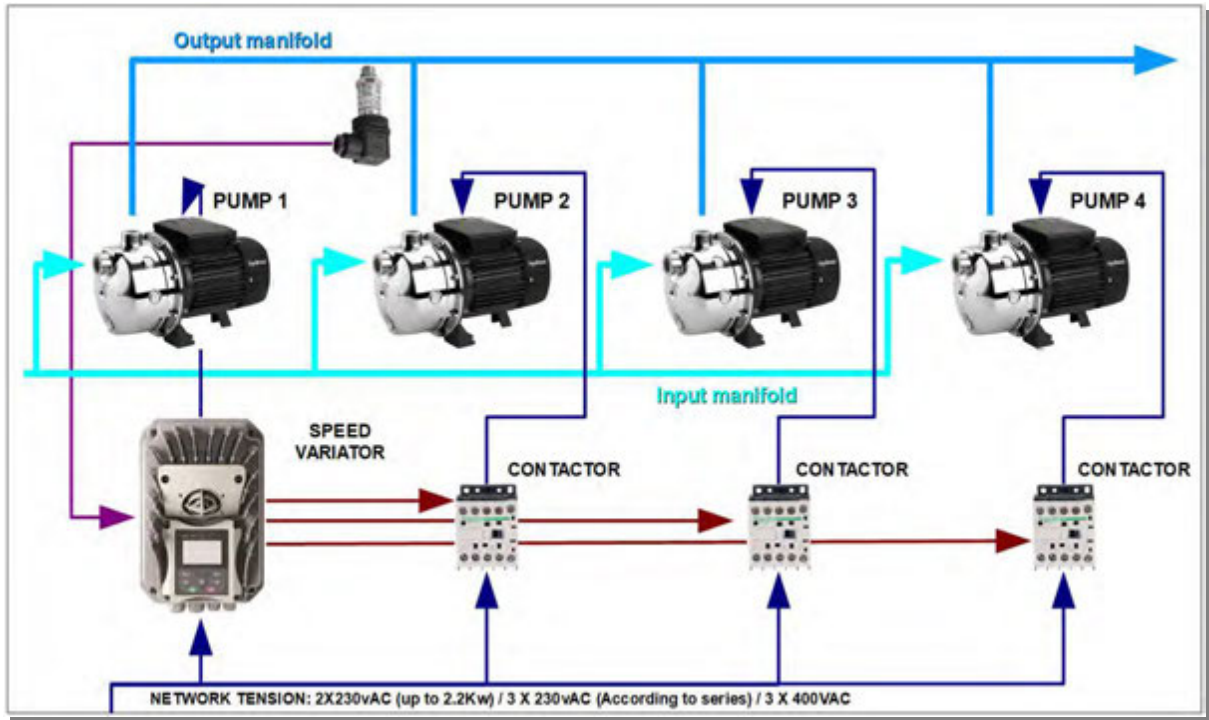 Output manifold
PUMP 1
PUMP 2
PUMP 3
PUMP 4
Input manifold
SPEED
VARIATOR
CONTACTOR
CONTACTOR
CONTACTOR
NETWORK TENSION: 2X230vAC (up to 2.2Kw) / 3 X 230vAC (According to series) / 3 X 400VAC